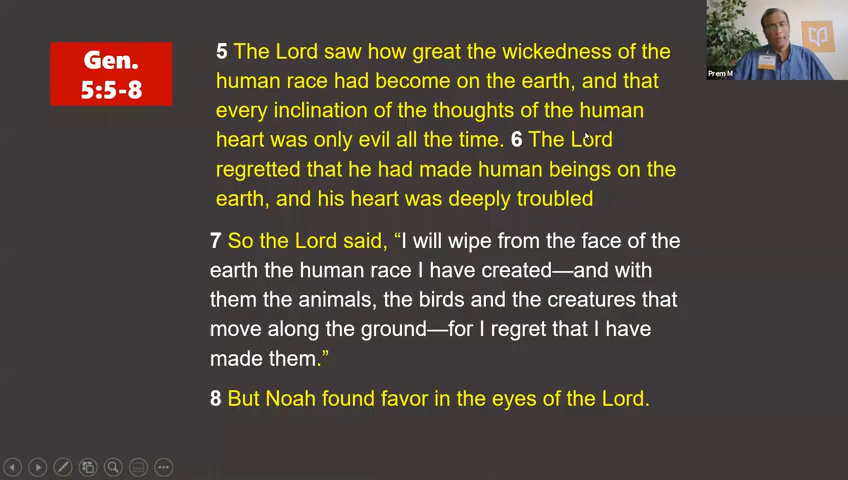 Gen.
5:5-8
5 The Lord saw how great the wickedness of the
human race had become on the earth, and that
every inclination of the thoughts of the human
heart was only evil all the time. 6 The Lord
regretted that he had made human beings on the
earth, and his heart was deeply troubled
7 So the Lord said, “I will wipe from the face of the
earth the human race I have created—and with
them the animals, the birds and the creatures that
move along the ground—for I regret that I have
made them.”
8 But Noah found favor in the eyes of the Lord.
Prem M